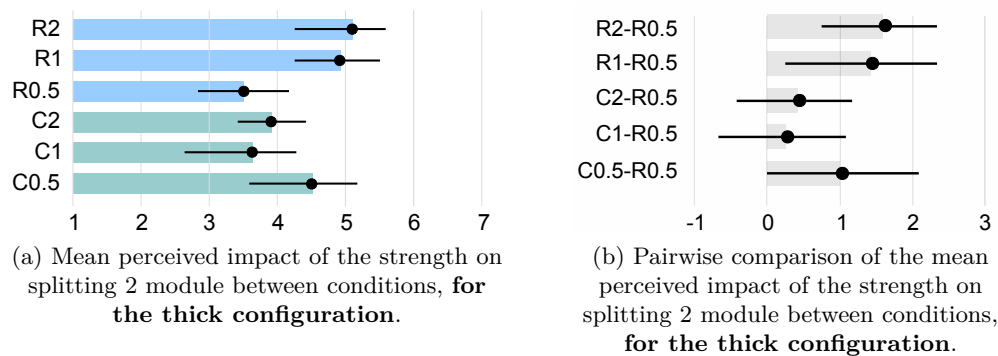 R2
R1
R0.5
C2
C1
C0.5
1 2 3 4 5 6 7
(a) Mean perceived impact of the strength on
splitting 2 module between conditions, for
the thick configuration.
R2-R0.5
R1-R0.5
C2-R0.5
C1-R0.5
C0.5-R0.5
-1 0 1 2 3
(b) Pairwise comparison of the mean
perceived impact of the strength on
splitting 2 module between conditions,
for the thick configuration.